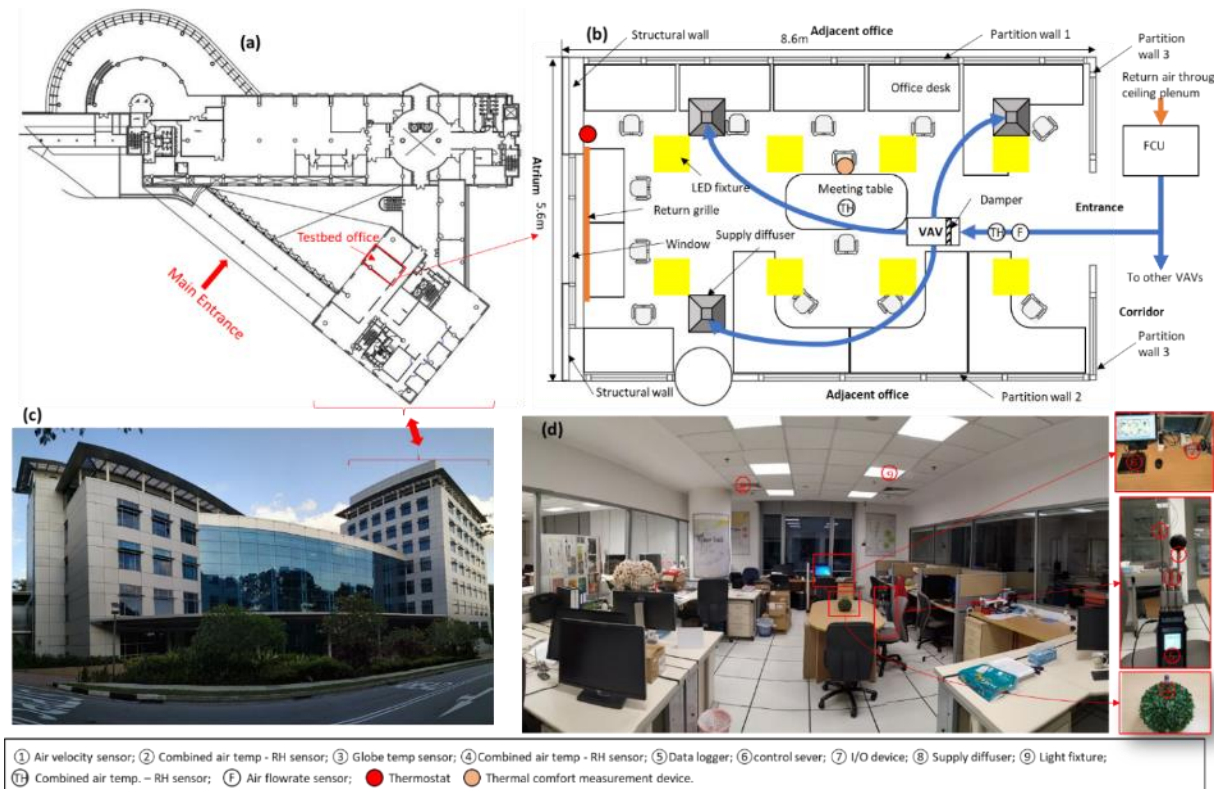 (a)
Testbed office
Main Entrance
(b)
Structural wall
Adjacent office
8.6m
Partition wall 1
Partition wall 3
Return air through ceiling plenum
Office desk
FCU
Atrium 5.6m
LED fixture
Meeting table
TH
Damper
Return grille
VAV
TH
F
Entrance
Window
Supply diffuser
To other VAVs
Corridor
Partition wall 3
Structural wall
Adjacent office
Partition wall 2
(c)
(d)
① Air velocity sensor; ② Combined air temp - RH sensor; ③ Globe temp sensor; ④ Combined air temp - RH sensor; ⑤ Data logger; ⑥ control sever; ⑦ I/O device; ⑧ Supply diffuser; ⑨ Light fixture;
TH Combined air temp. – RH sensor; F Air flowrate sensor; Thermostat Thermal comfort measurement device.